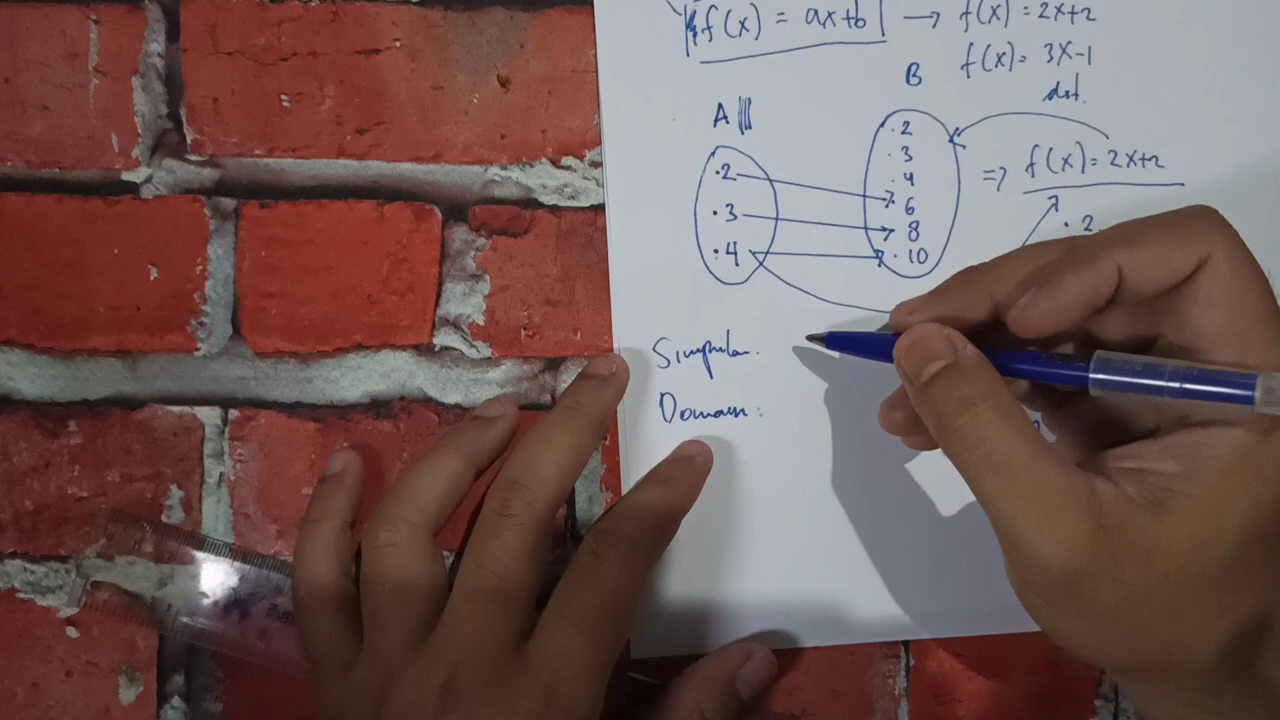 f(x) = ax+b → f(x) = 2x+2
f(x) = 3x-1
dst.
A
B
.2
.3
.4
.2
.3
.4
.6
8
.10
⇒ f(x) = 2x+2
.2
Simpulan.
Domain: